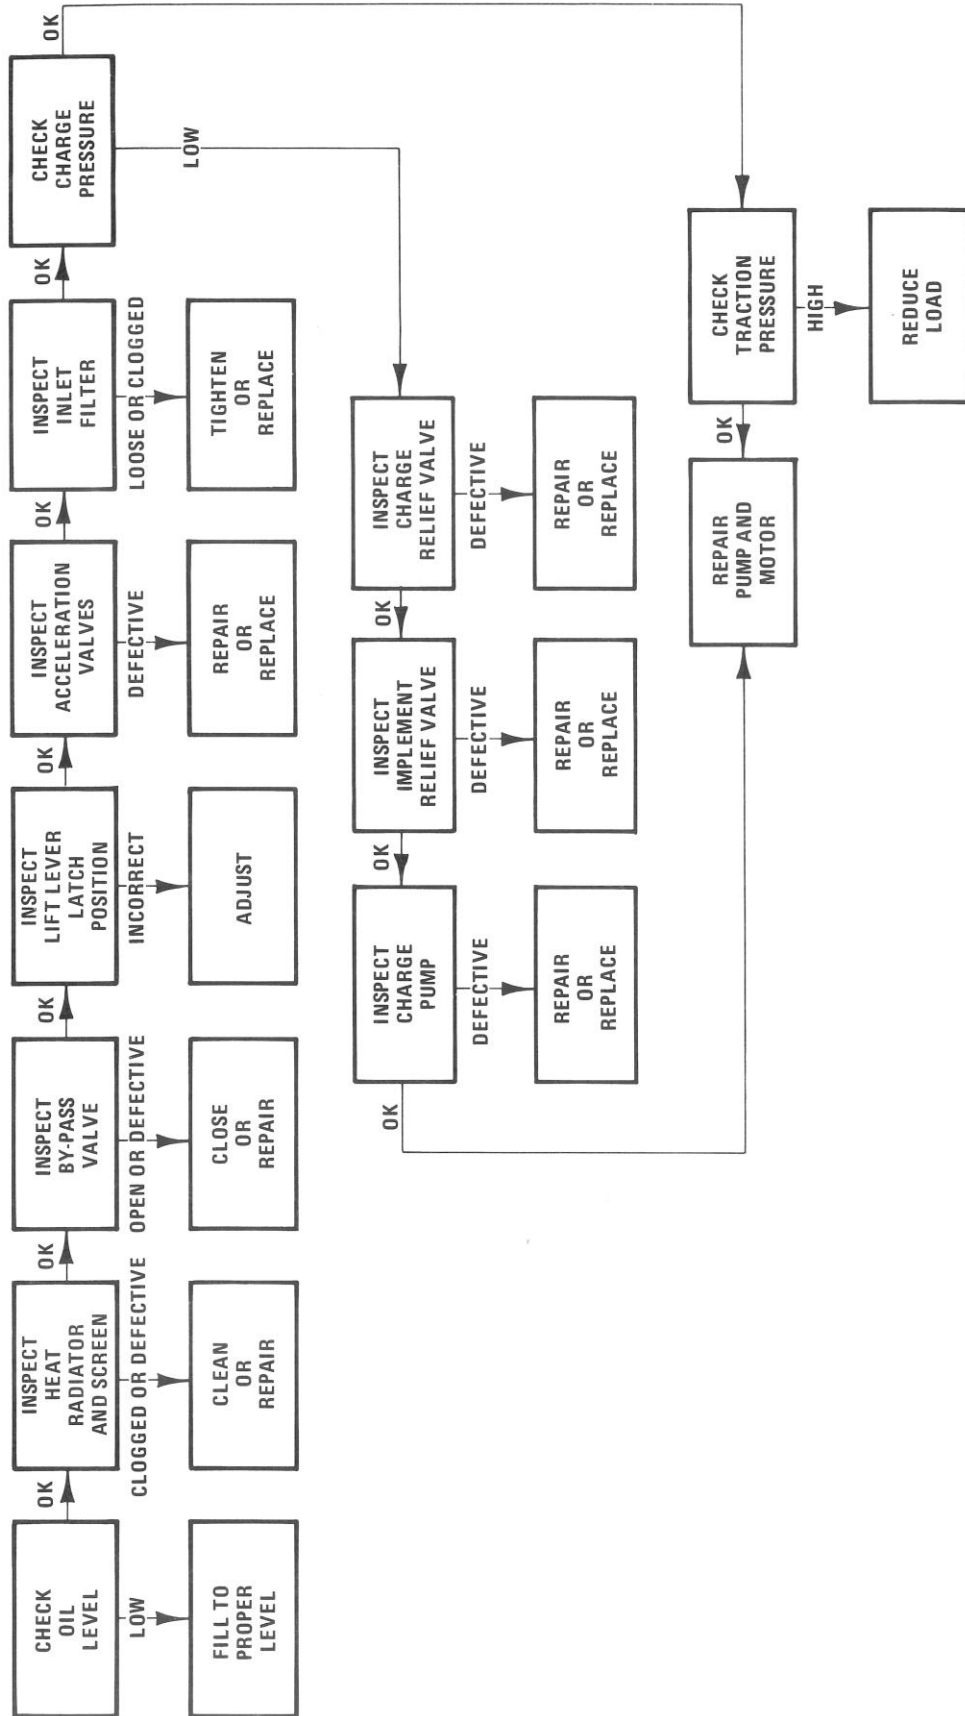 CHECK
OIL
LEVEL
OK
LOW
FILL TO
PROPER
LEVEL
INSPECT
HEAT
RADIATOR
AND SCREEN
OK
CLOGGED OR DEFECTIVE
CLEAN
OR
REPAIR
INSPECT
BY-PASS
VALVE
OK
OPEN OR DEFECTIVE
CLOSE
OR
REPAIR
INSPECT
LIFT LEVER
LATCH
POSITION
OK
INCORRECT
ADJUST
INSPECT
ACCELERATION
VALVES
OK
DEFECTIVE
REPAIR
OR
REPLACE
INSPECT
INLET
FILTER
OK
LOOSE OR CLOGGED
TIGHTEN
OR
REPLACE
CHECK
CHARGE
PRESSURE
OK
LOW
INSPECT
CHARGE
RELIEF VALVE
OK
DEFECTIVE
REPAIR
OR
REPLACE
INSPECT
IMPLEMENT
RELIEF VALVE
OK
DEFECTIVE
REPAIR
OR
REPLACE
INSPECT
CHARGE
PUMP
OK
DEFECTIVE
REPAIR
OR
REPLACE
CHECK
TRACTION
PRESSURE
OK
HIGH
REDUCE
LOAD
REPAIR
PUMP AND
MOTOR